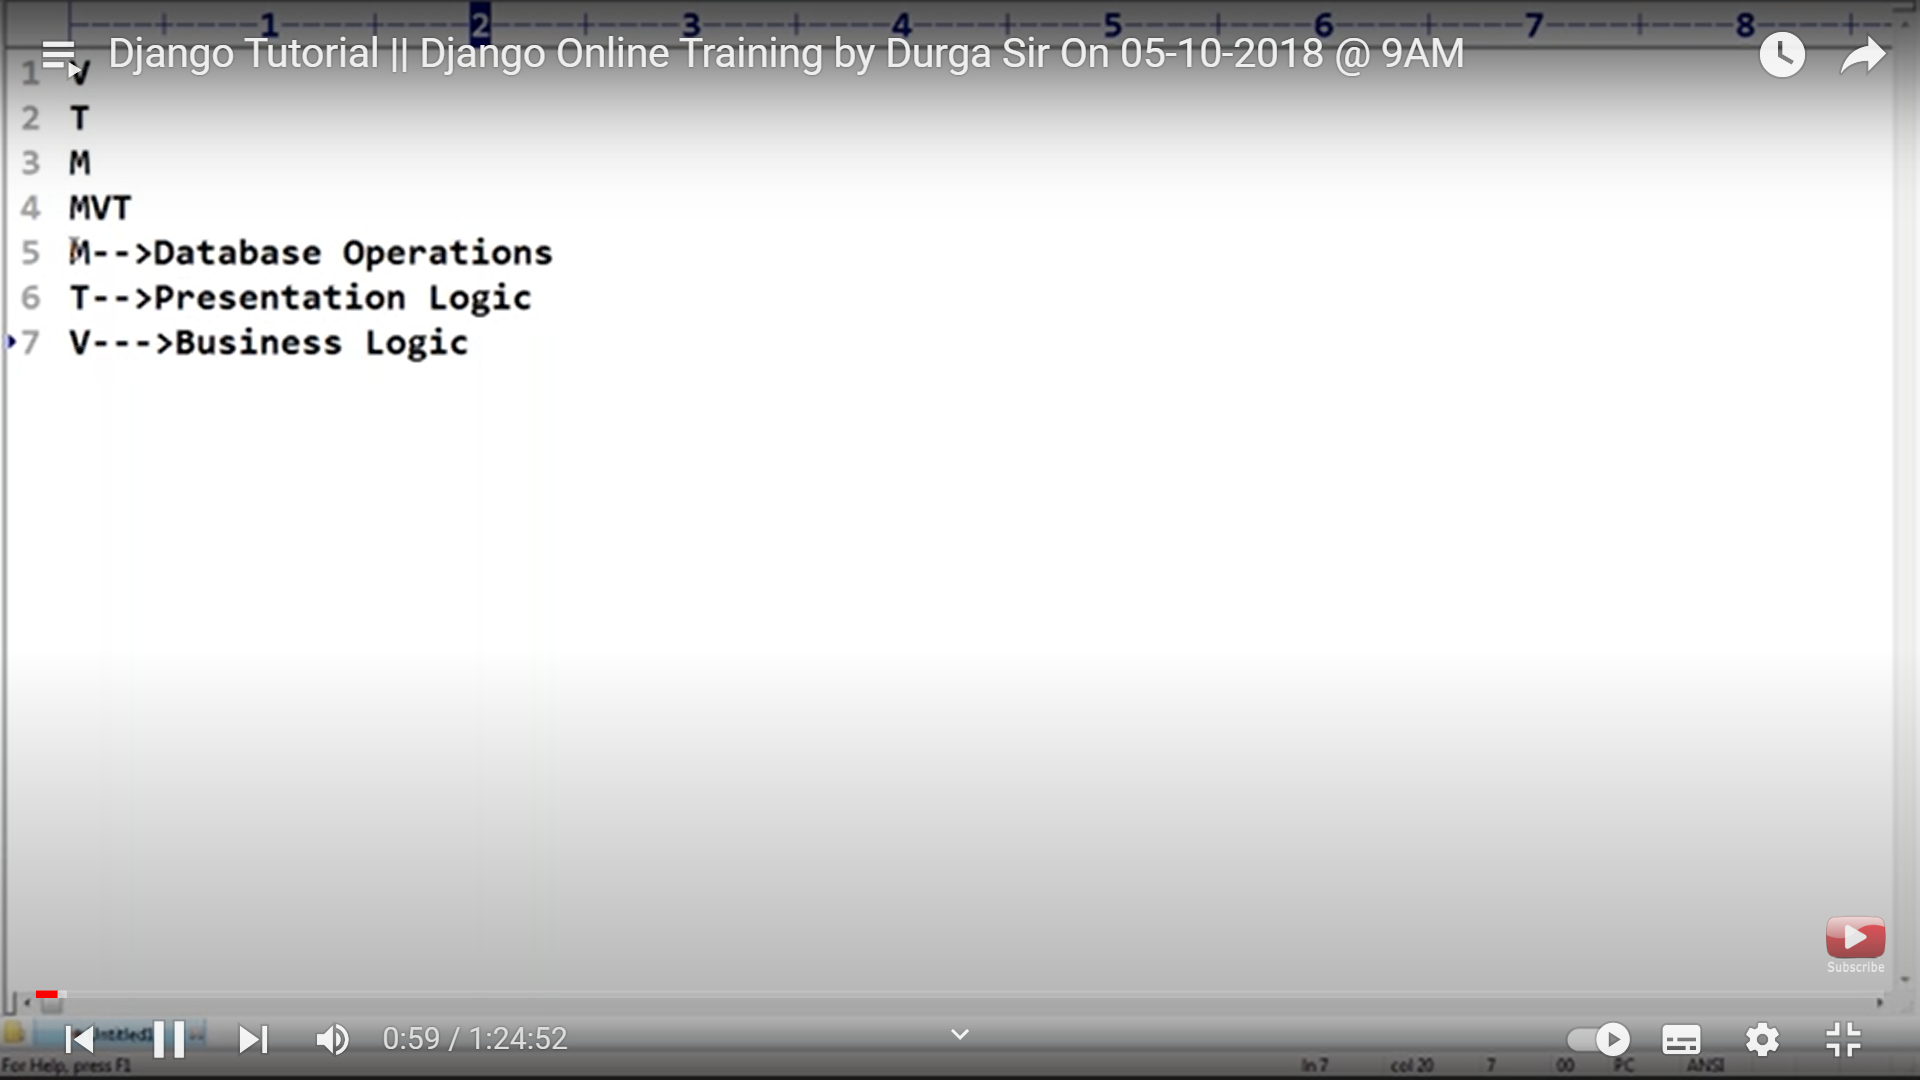 1 2 3 4 5 6 7 8
Django Tutorial || Django Online Training by Durga Sir On 05-10-2018 @ 9AM
1 V
2 T
3 M
4 MVT
5 M-->Database Operations
6 T-->Presentation Logic
7 V--->Business Logic
Subscribe
0:59 / 1:24:52
For Help, press F1
ln 7 col 20 7 00 PC ANSI